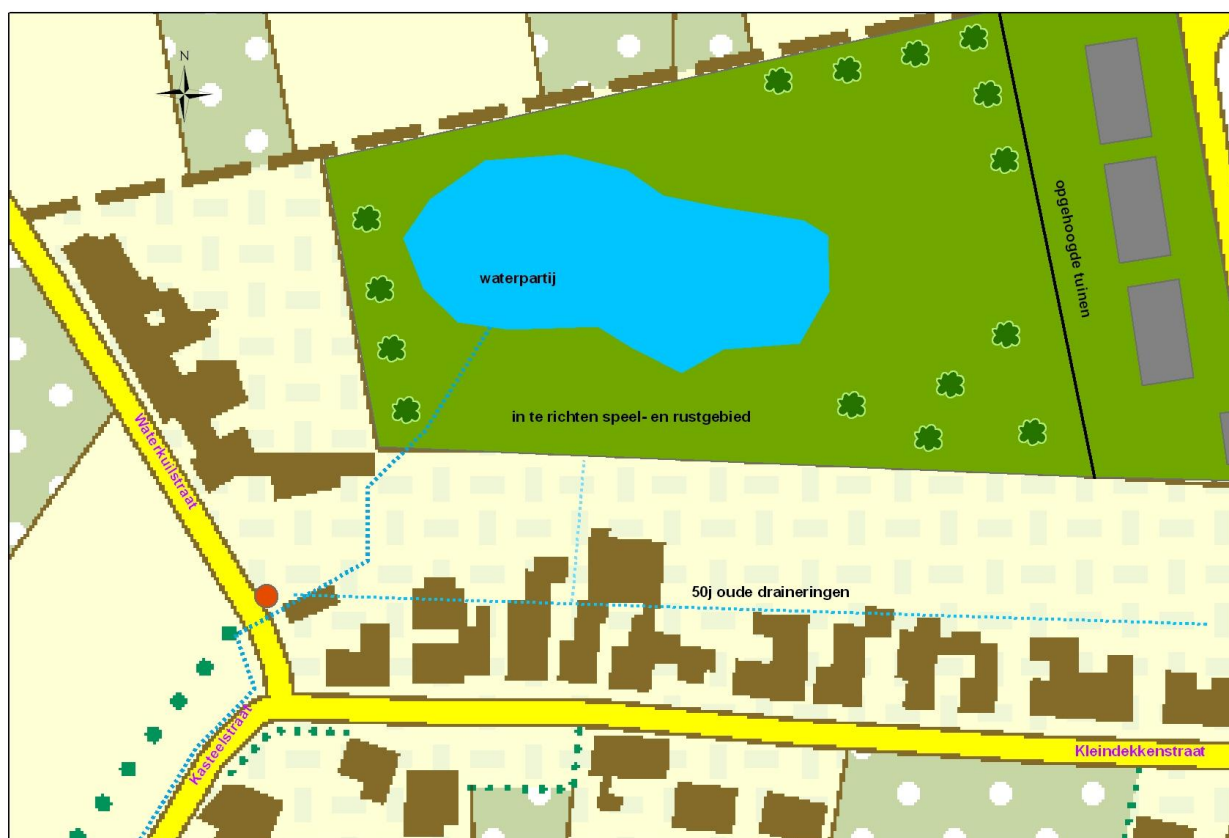 N
opgehoogde tuinen
waterpartij
in te richten speel- en rustgebied
Waterkuilstraat
50j oude draineringen
Kasteelstraat
Kleindekkenstraat